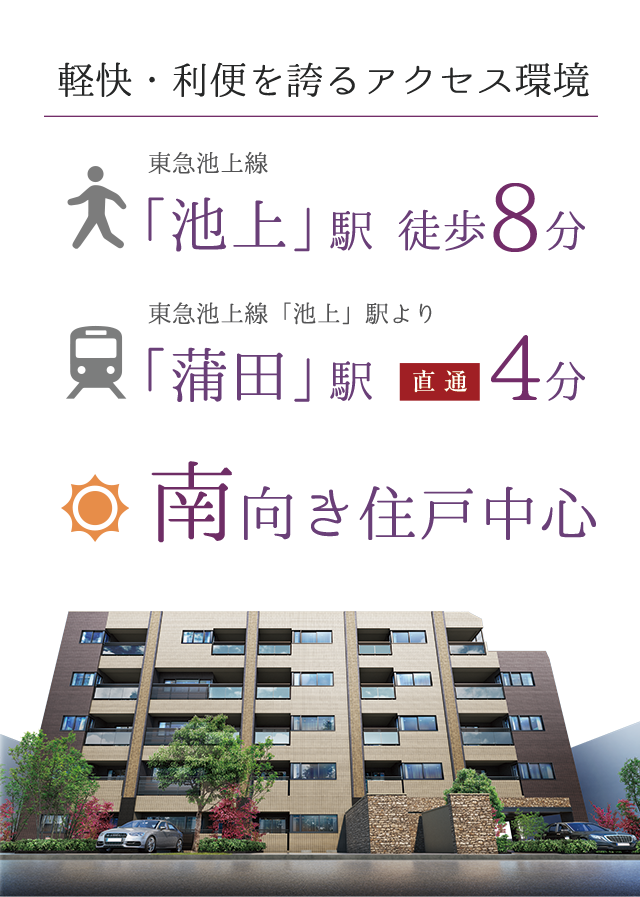 軽快・利便を誇るアクセス環境
東急池上線
「池上」駅 徒歩8分
東急池上線「池上」駅より
「蒲田」駅 直通 4分
南向き住戸中心